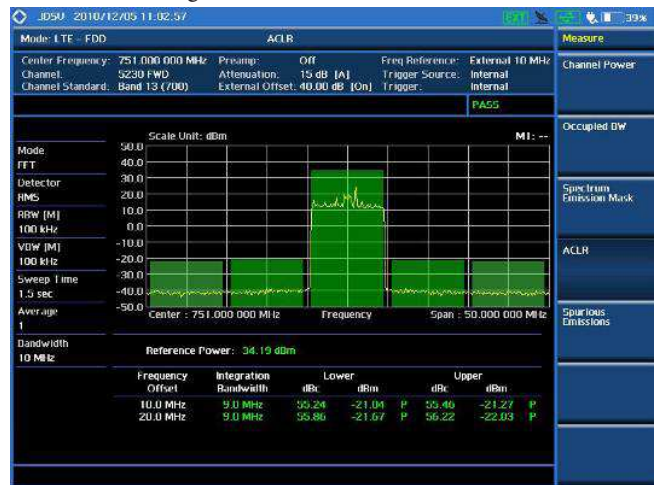 JDSU 2010/12/05 11:02:57 39%
Mode: LTE - FDD ACLR Measure
Center Frequency: 751.000 000 MHz Preamp: Off Freq Reference: External 10 MHz
Channel: 5230 FWD Attenuation: 15 dB [A] Trigger Source: Internal
Channel Standard: Band 13 (700) External Offset: 40.00 dB [On] Trigger: Internal
PASS
Channel Power
Occupied BW
Spectrum
Emission Mask
ACLR
Spurious
Emissions
Scale Unit: dBm M1: --
Mode
FFT
Detector
RMS
RBW [M]
100 kHz
VBW [M]
100 kHz
Sweep Time
1.5 sec
Average
1
Bandwidth
10 MHz
50.0
40.0
30.0
20.0
10.0
0.0
-10.0
-20.0
-30.0
-40.0
-50.0
Center : 751.000 000 MHz Frequency Span : 50.000 000 MHz
Reference Power: 34.19 dBm
Frequency Integration Lower Upper
Offset Bandwidth dBc dBm dBc dBm
10.0 MHz 9.0 MHz 55.24 -21.04 P 55.46 -21.27 P
20.0 MHz 9.0 MHz 55.86 -21.67 P 56.22 -22.03 P